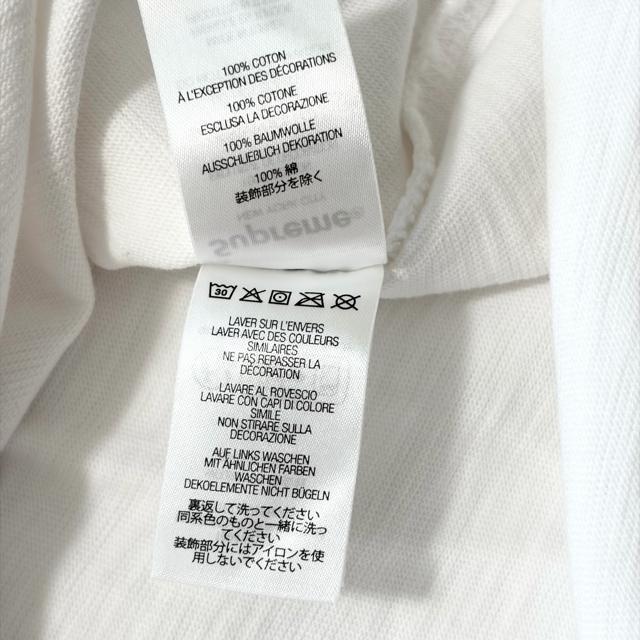 100% COTON
À L'EXCEPTION DES DÉCORATIONS
100% COTONE
ESCLUSA LA DECORAZIONE
100% BAUMWOLLE
AUSSCHLIEẞLICH DEKORATION
100% 綿
装飾部分を除く
NEW YORK CITY
Supreme®
30
LAVER SUR L'ENVERS
LAVER AVEC DES COULEURS
SIMILAIRES
NE PAS REPASSER LA
DÉCORATION
LAVARE AL ROVESCIO
LAVARE CON CAPI DI COLORE
SIMILE
NON STIRARE SULLA
DECORAZIONE
AUF LINKS WASCHEN
MIT ÄHNLICHEN FARBEN
WASCHEN
DEKOELEMENTE NICHT BÜGELN
裏返して洗ってください
同系色のものと一緒に洗っ
てください
装飾部分にはアイロンを使
用しないでください